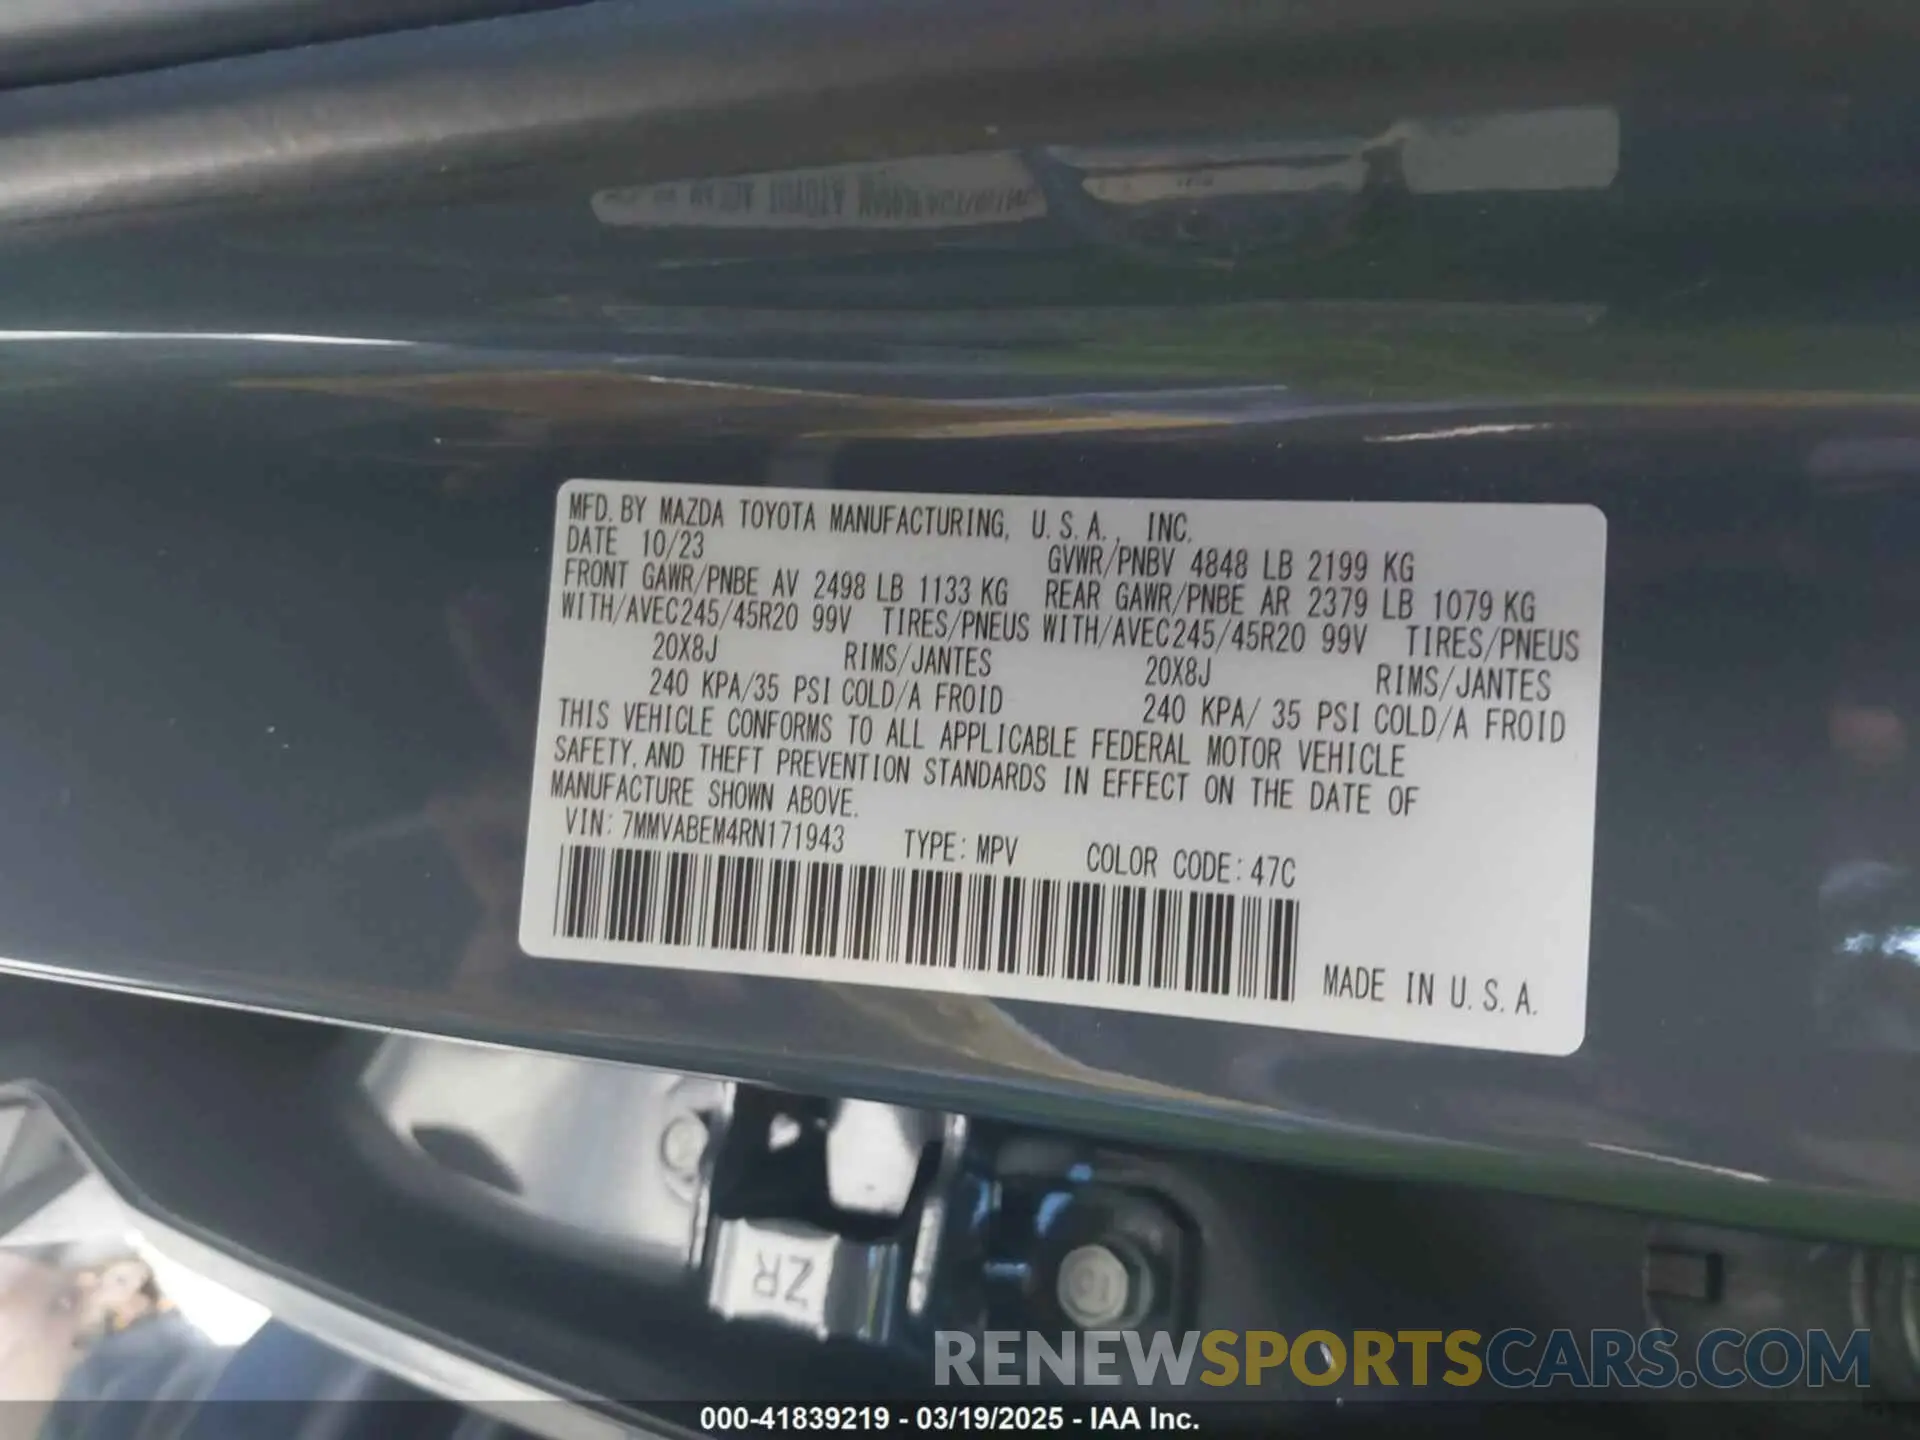 MFD. BY MAZDA TOYOTA MANUFACTURING, U.S.A., INC.
DATE 10/23 GVWR/PNBV 4848 LB 2199 KG
FRONT GAWR/PNBE AV 2498 LB 1133 KG REAR GAWR/PNBE AR 2379 LB 1079 KG
WITH/AVEC245/45R20 99V TIRES/PNEUS WITH/AVEC245/45R20 99V TIRES/PNEUS
20X8J RIMS/JANTES 20X8J RIMS/JANTES
240 KPA/35 PSI COLD/A FROID 240 KPA/ 35 PSI COLD/A FROID
THIS VEHICLE CONFORMS TO ALL APPLICABLE FEDERAL MOTOR VEHICLE
SAFETY, AND THEFT PREVENTION STANDARDS IN EFFECT ON THE DATE OF
MANUFACTURE SHOWN ABOVE.
VIN: 7MMVABEM4RN171943 TYPE: MPV COLOR CODE: 47C
MADE IN U.S.A.
ZR
10
RENEWSPORTSCARS.COM
000-41839219 - 03/19/2025 - IAA Inc.